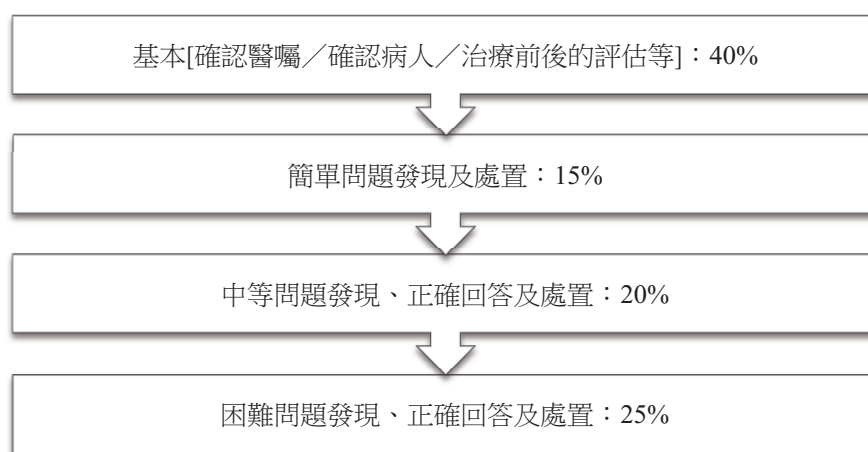 基本[確認醫囑／確認病人／治療前後的評估等]：40%
簡單問題發現及處置：15%
中等問題發現、正確回答及處置：20%
困難問題發現、正確回答及處置：25%